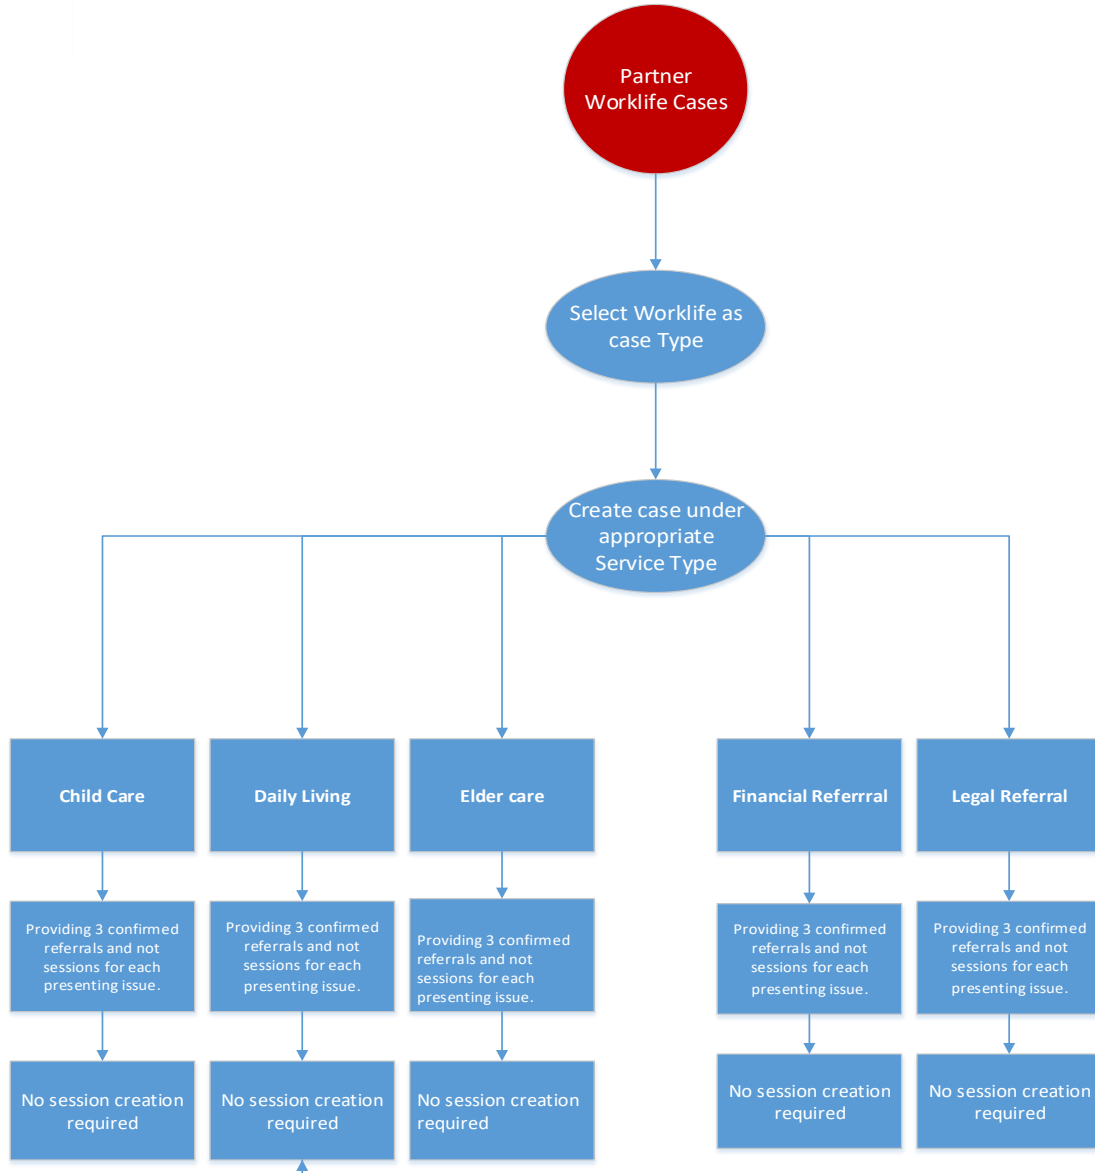 Partner
Worklife Cases
Select Worklife as
case Type
Create case under
appropriate
Service Type
Child Care
Daily Living
Elder care
Financial Referrral
Legal Referral
Providing 3 confirmed
referrals and not
sessions for each
presenting issue.
Providing 3 confirmed
referrals and not
sessions for each
presenting issue.
Providing 3 confirmed
referrals and not
sessions for each
presenting issue.
Providing 3 confirmed
referrals and not
sessions for each
presenting issue.
Providing 3 confirmed
referrals and not
sessions for each
presenting issue.
No session creation
required
No session creation
required
No session creation
required
No session creation
required
No session creation
required